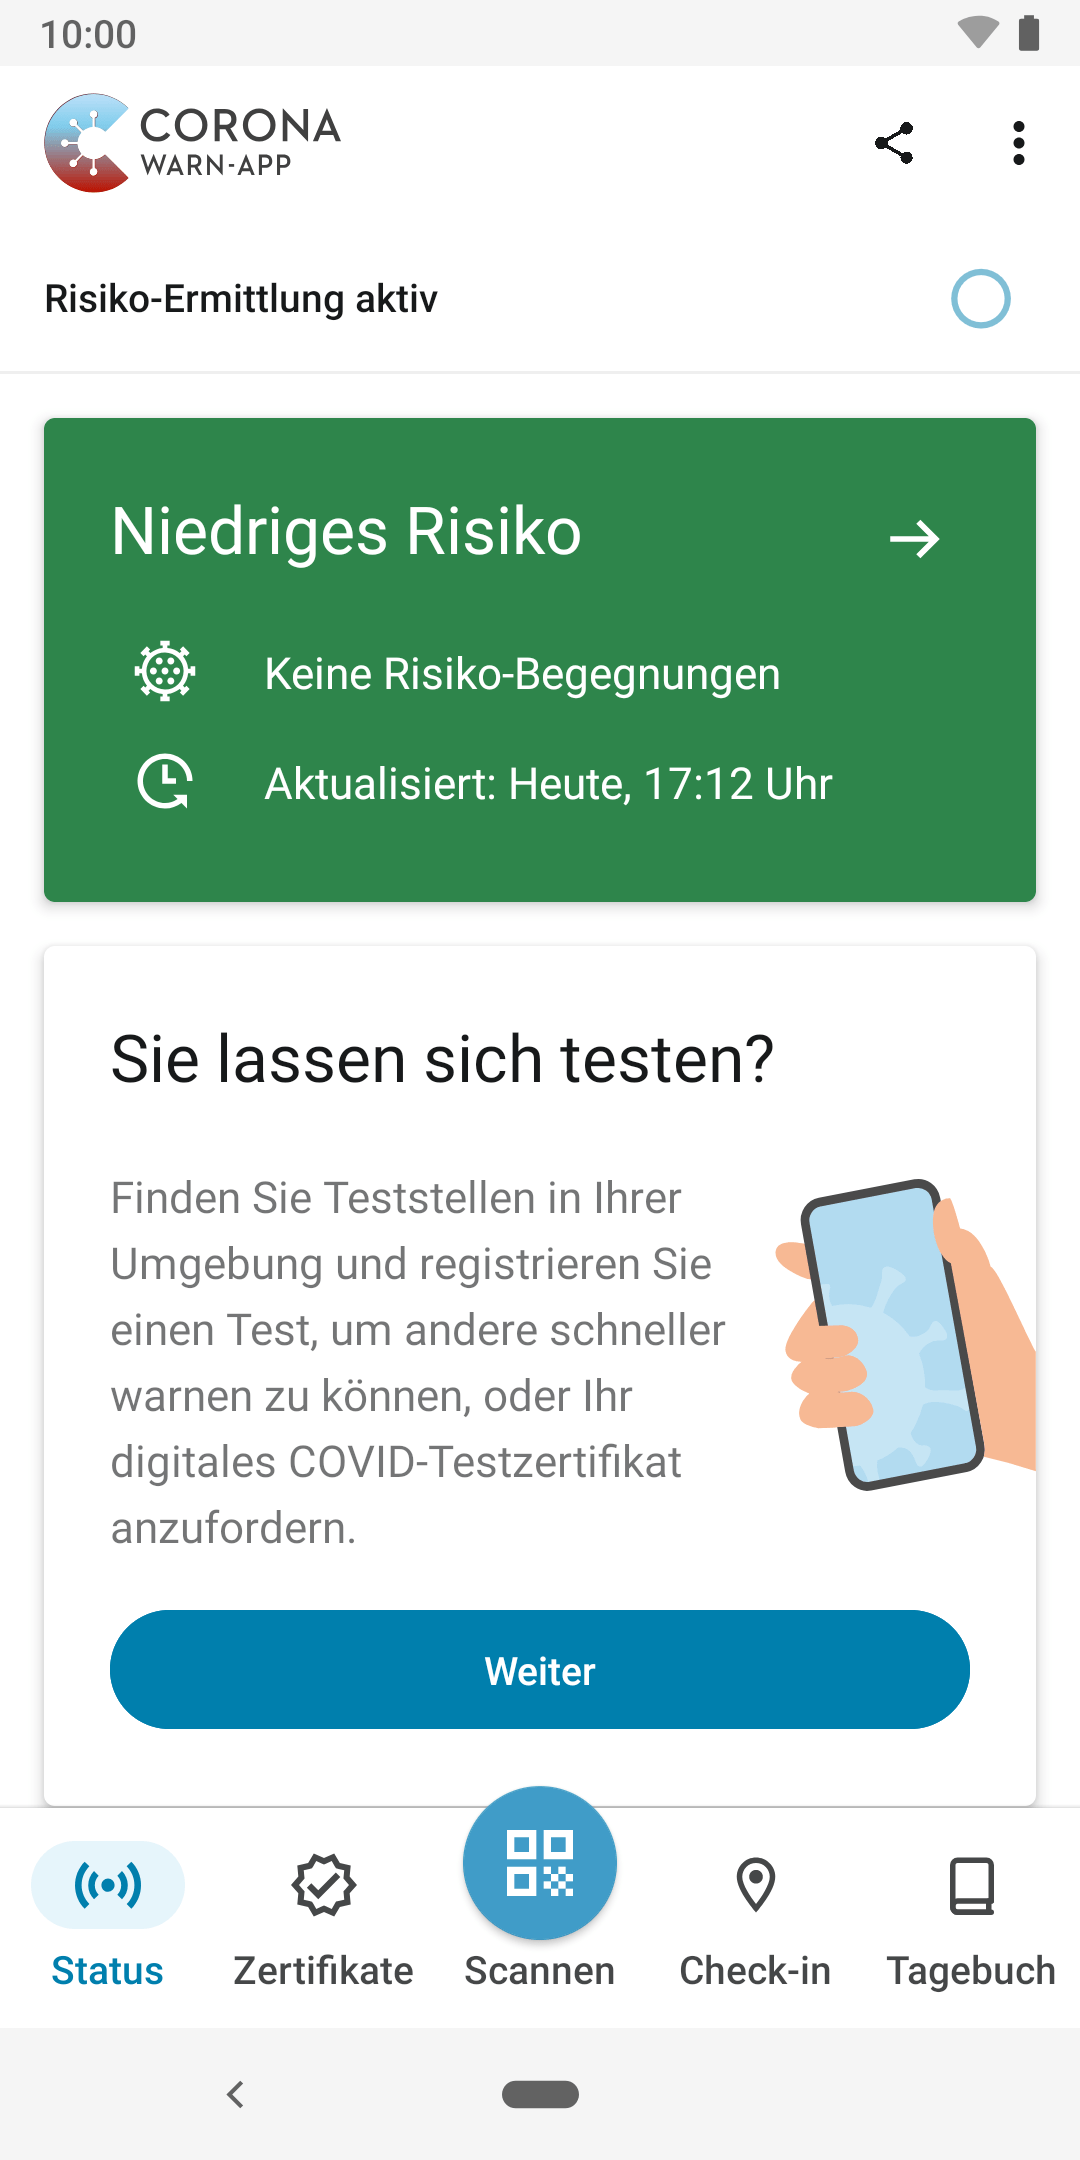 10:00
CORONA
WARN-APP
Risiko-Ermittlung aktiv
Niedriges Risiko
Keine Risiko-Begegnungen
Aktualisiert: Heute, 17:12 Uhr
Sie lassen sich testen?
Finden Sie Teststellen in Ihrer
Umgebung und registrieren Sie
einen Test, um andere schneller
warnen zu können, oder Ihr
digitales COVID-Testzertifikat
anzufordern.
Weiter
Status
Zertifikate
Scannen
Check-in
Tagebuch